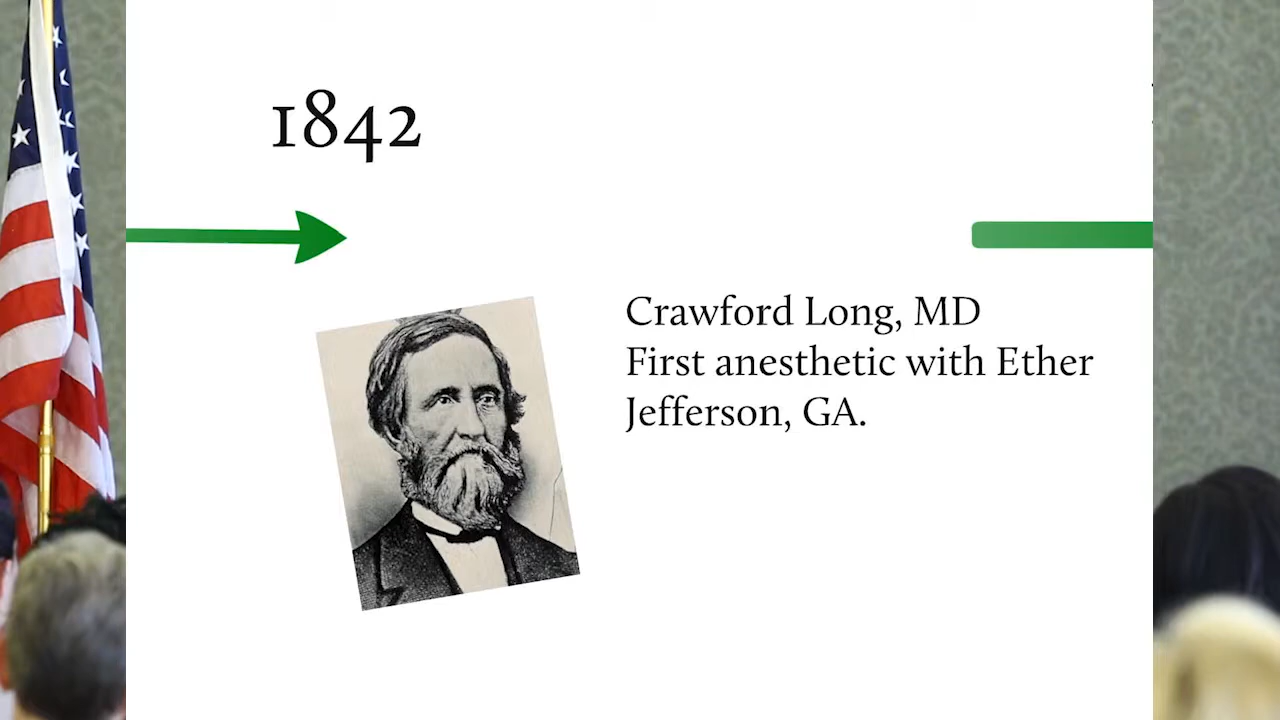 1842
Crawford Long, MD
First anesthetic with Ether
Jefferson, GA.